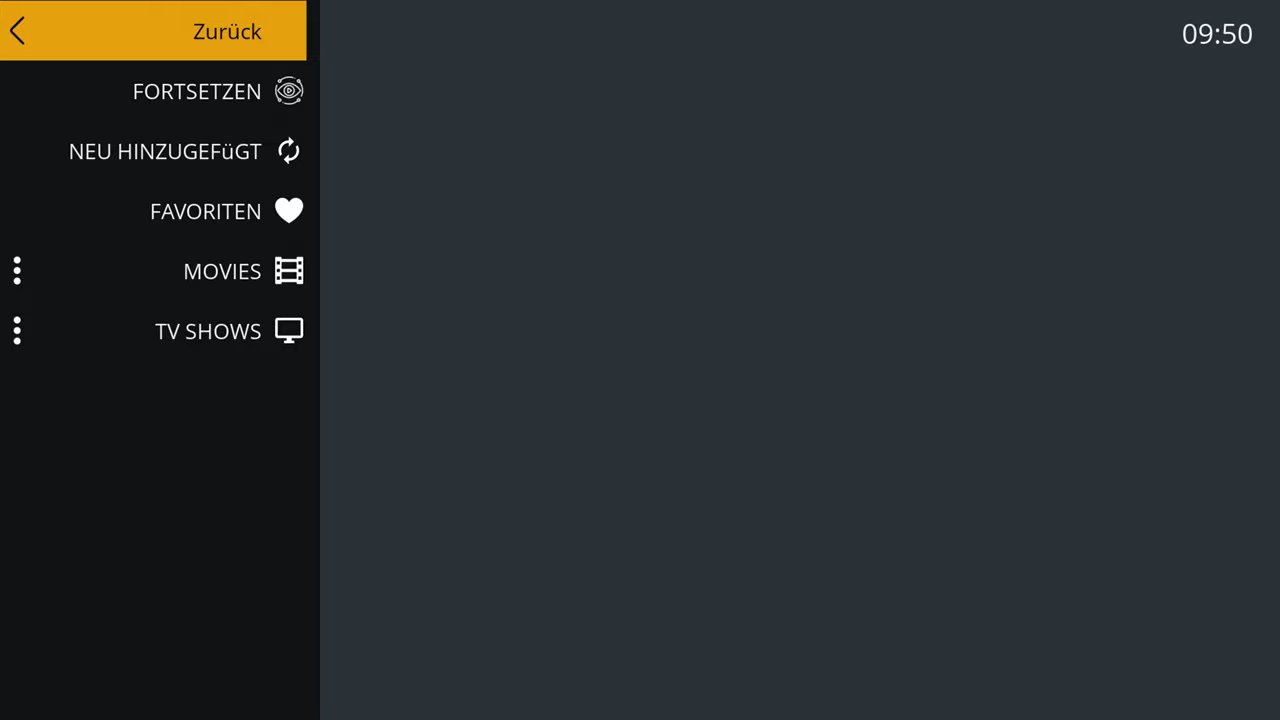 Zurück
09:50
FORTSETZEN
NEU HINZUGEFüGT
FAVORITEN
MOVIES
TV SHOWS